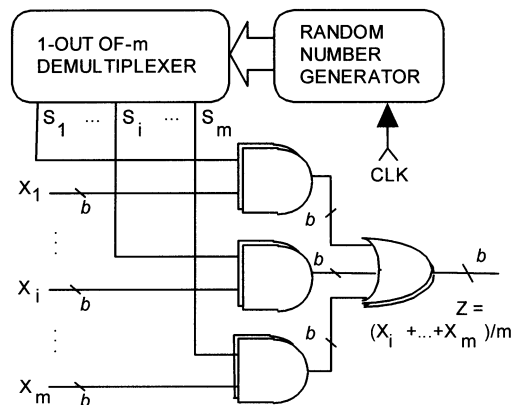 1-OUT OF-m
DEMULTIPLEXER
RANDOM
NUMBER
GENERATOR
S1 ... Si ... Sm
CLK
X1
b
b
b
Xi
b
b
b
Z =
(Xi +...+Xm)/m
Xm
b